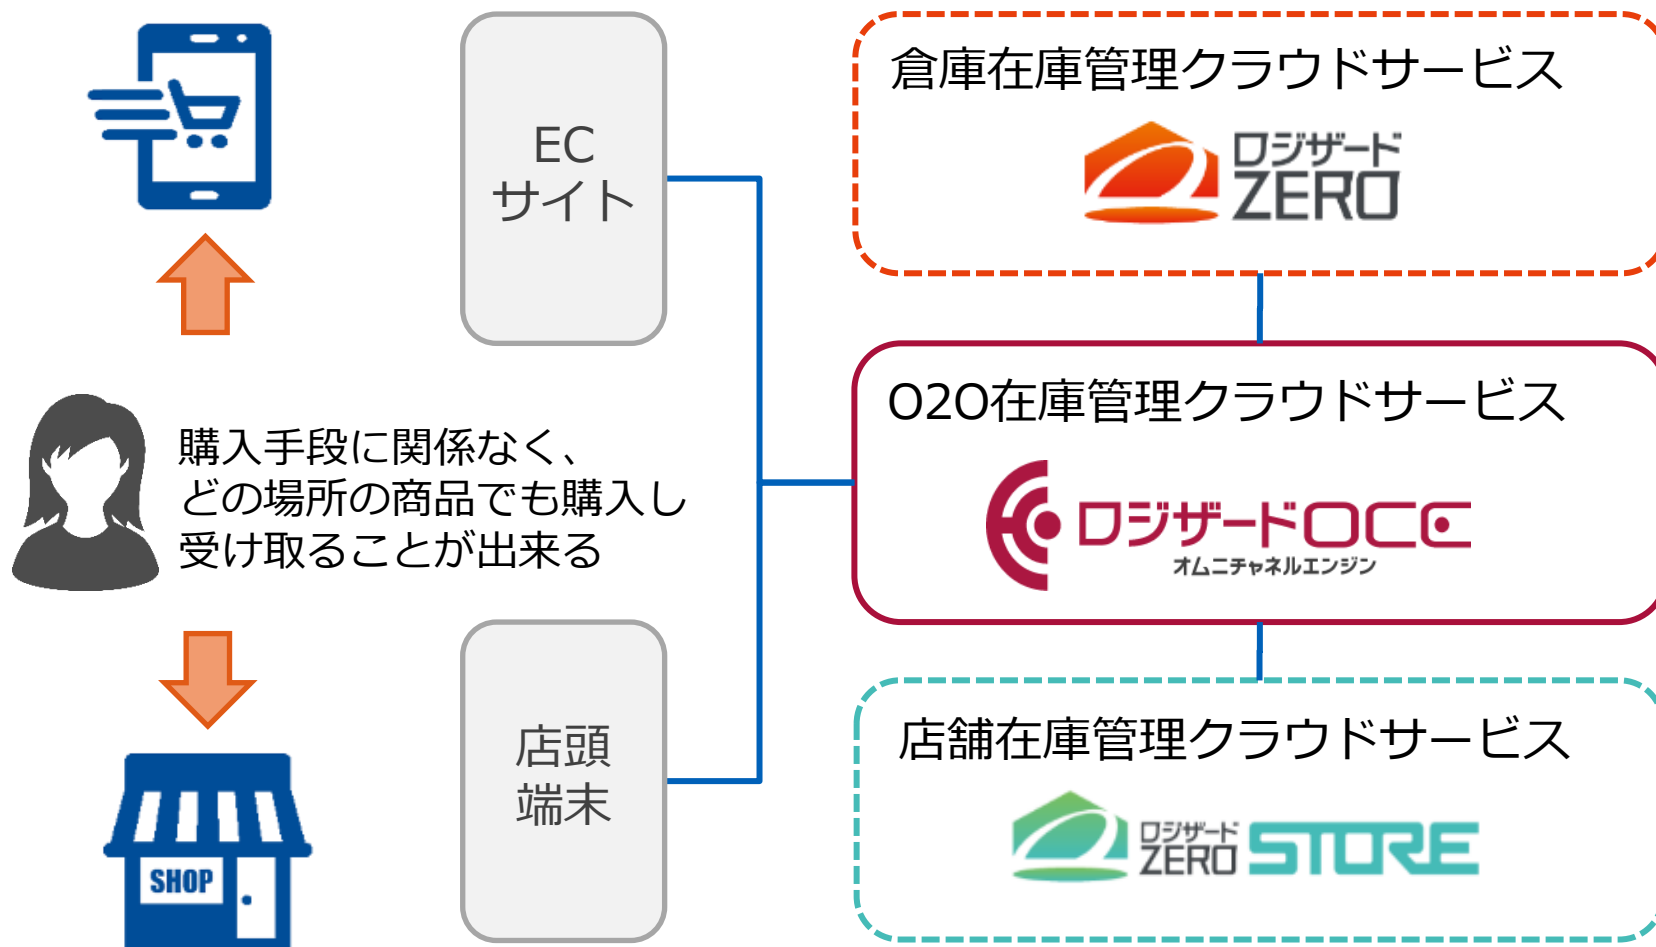 EC
サイト
購入手段に関係なく、
どの場所の商品でも購入し
受け取ることが出来る
SHOP
店頭
端末
倉庫在庫管理クラウドサービス
ロジザード
ZERO
O2O在庫管理クラウドサービス
ロジザードOCE
オムニチャネルエンジン
店舗在庫管理クラウドサービス
ロジザード
ZERO STORE